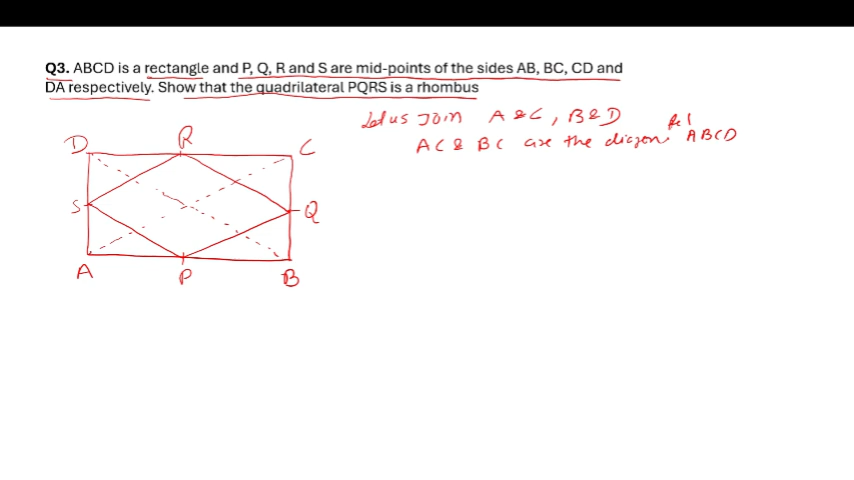 Q3. ABCD is a rectangle and P, Q, R and S are mid-points of the sides AB, BC, CD and
DA respectively. Show that the quadrilateral PQRS is a rhombus
Let us Join A & C, B & D
AC & BC are the diagon ABCD
D R C
S Q
A P B